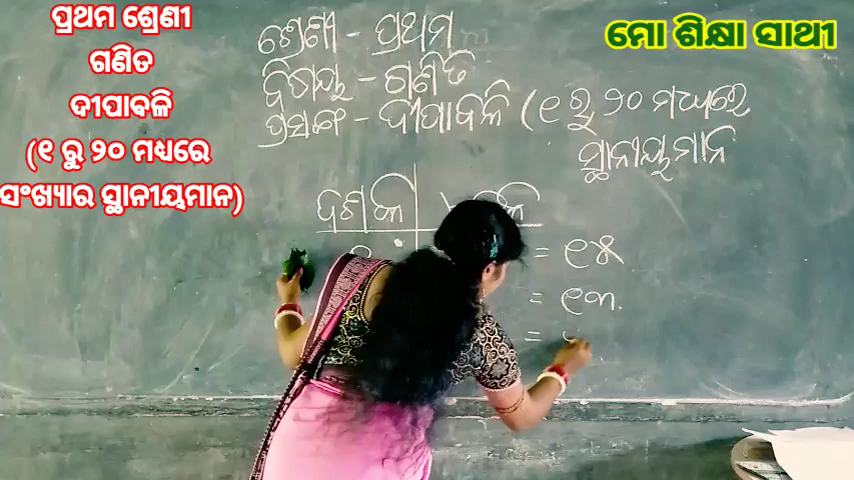 ପ୍ରଥମ ଶ୍ରେଣୀ
ଗଣିତ
ଦୀପାବଳି
(୧ ରୁ ୨୦ ମଧ୍ୟରେ
ସଂଖ୍ୟାର ସ୍ଥାନୀୟମାନ)
ମୋ ଶିକ୍ଷା ସାଥୀ
ଶ୍ରେଣୀ - ପ୍ରଥମ
ବିଷୟ - ଗଣିତ
ପ୍ରସଙ୍ଗ - ଦୀପାବଳି (୧ ରୁ ୨୦ ମଧ୍ୟରେ
ସ୍ଥାନୀୟମାନ
= ୧୪
= ୧୩
=